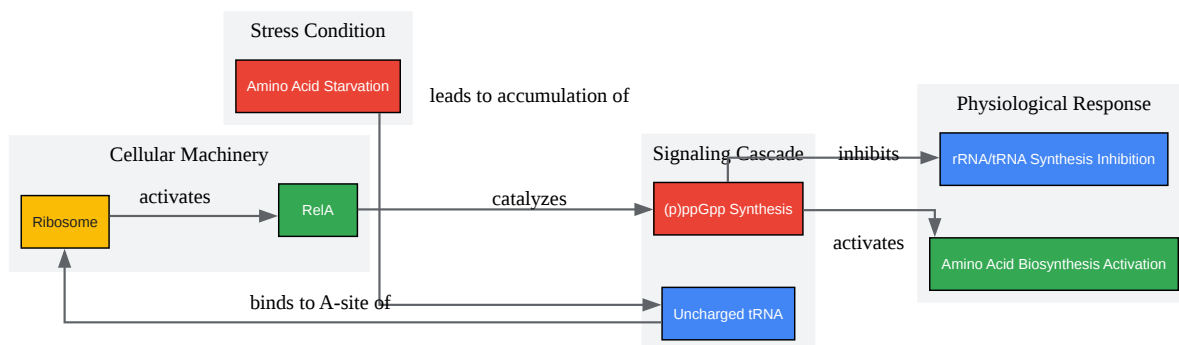 Stress Condition
Amino Acid Starvation
leads to accumulation of
Physiological Response
Cellular Machinery
Signaling Cascade
inhibits
rRNA/tRNA Synthesis Inhibition
activates
catalyzes
Ribosome
RelA
(p)ppGpp Synthesis
activates
Amino Acid Biosynthesis Activation
binds to A-site of
Uncharged tRNA